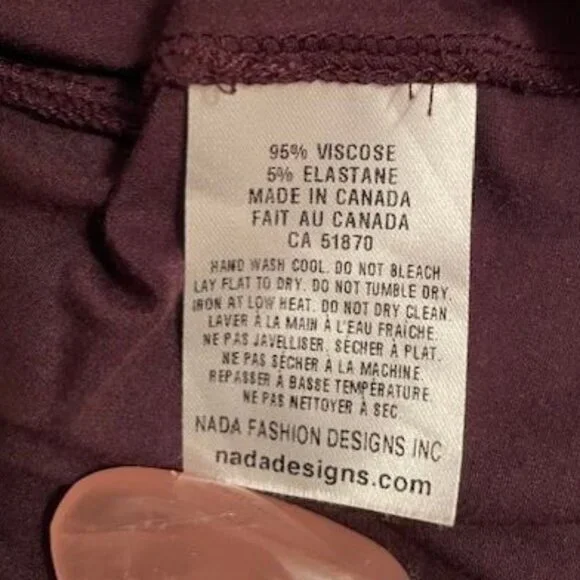 95% VISCOSE
5% ELASTANE
MADE IN CANADA
FAIT AU CANADA
CA 51870
HAND WASH COOL. DO NOT BLEACH
LAY FLAT TO DRY. DO NOT TUMBLE DRY.
IRON AT LOW HEAT. DO NOT DRY CLEAN.
LAVER À LA MAIN À L'EAU FRAICHE.
NE PAS JAVELLISER. SÉCHER À PLAT.
NE PAS SÉCHER À LA MACHINE.
REPASSER À BASSE TEMPÉRATURE.
NE PAS NETTOYER À SEC.
NADA FASHION DESIGNS INC
nadadesigns.com